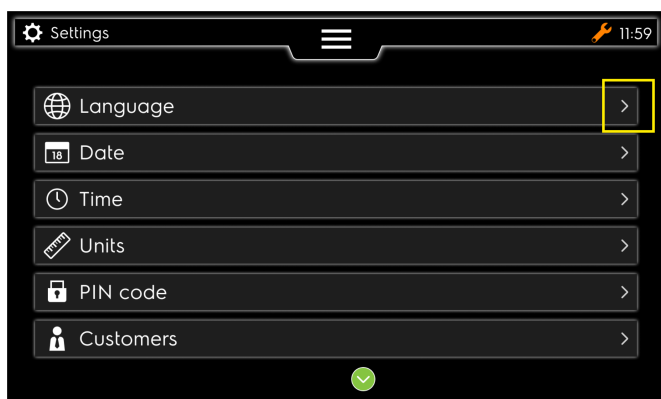 Settings
11:59
Language
18 Date
Time
Units
PIN code
Customers